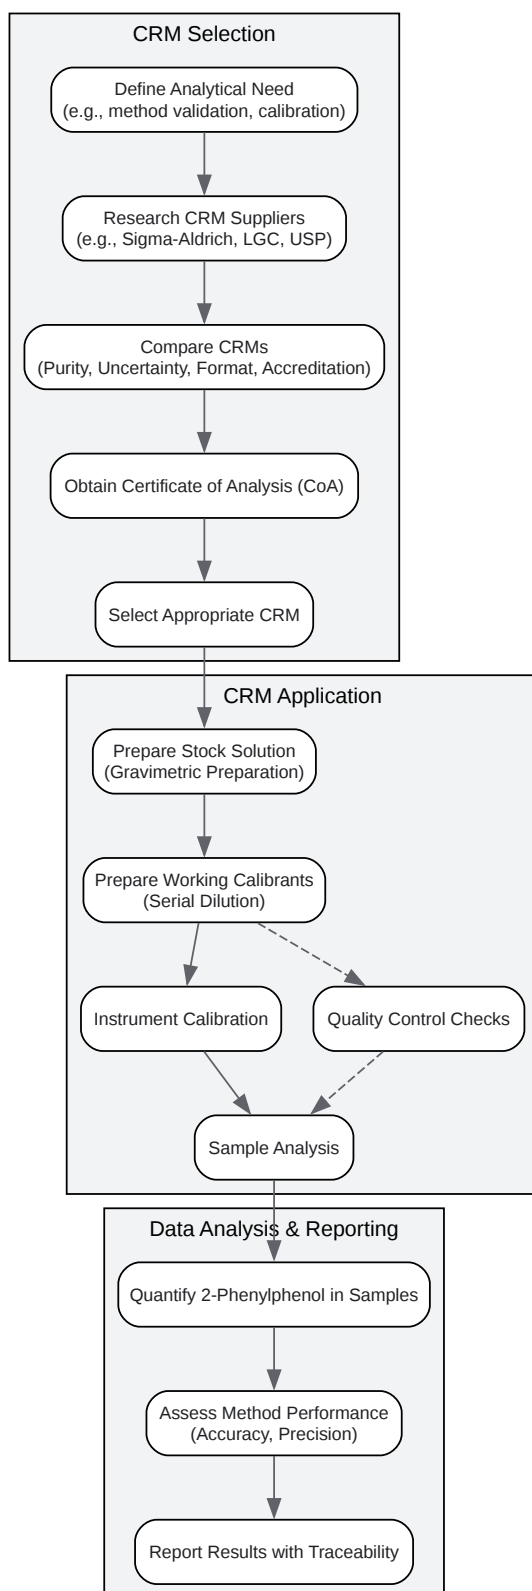 CRM Selection
Define Analytical Need
(e.g., method validation, calibration)
Research CRM Suppliers
(e.g., Sigma-Aldrich, LGC, USP)
Compare CRMs
(Purity, Uncertainty, Format, Accreditation)
Obtain Certificate of Analysis (CoA)
Select Appropriate CRM
CRM Application
Prepare Stock Solution
(Gravimetric Preparation)
Prepare Working Calibrants
(Serial Dilution)
Instrument Calibration
Quality Control Checks
Sample Analysis
Data Analysis & Reporting
Quantify 2-Phenylphenol in Samples
Assess Method Performance
(Accuracy, Precision)
Report Results with Traceability